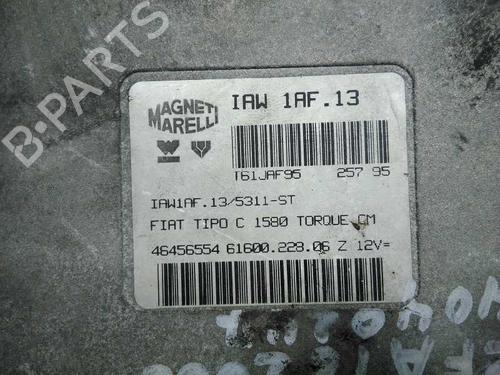 B-PARTS
MAGNETI MARELLI
IAW 1AF.13
T61JAF95 257 95
IAW1AF.13/5311-ST
FIAT TIPO C 1580 TORQUE CM
46456554 61600.228.06 Z 12V=